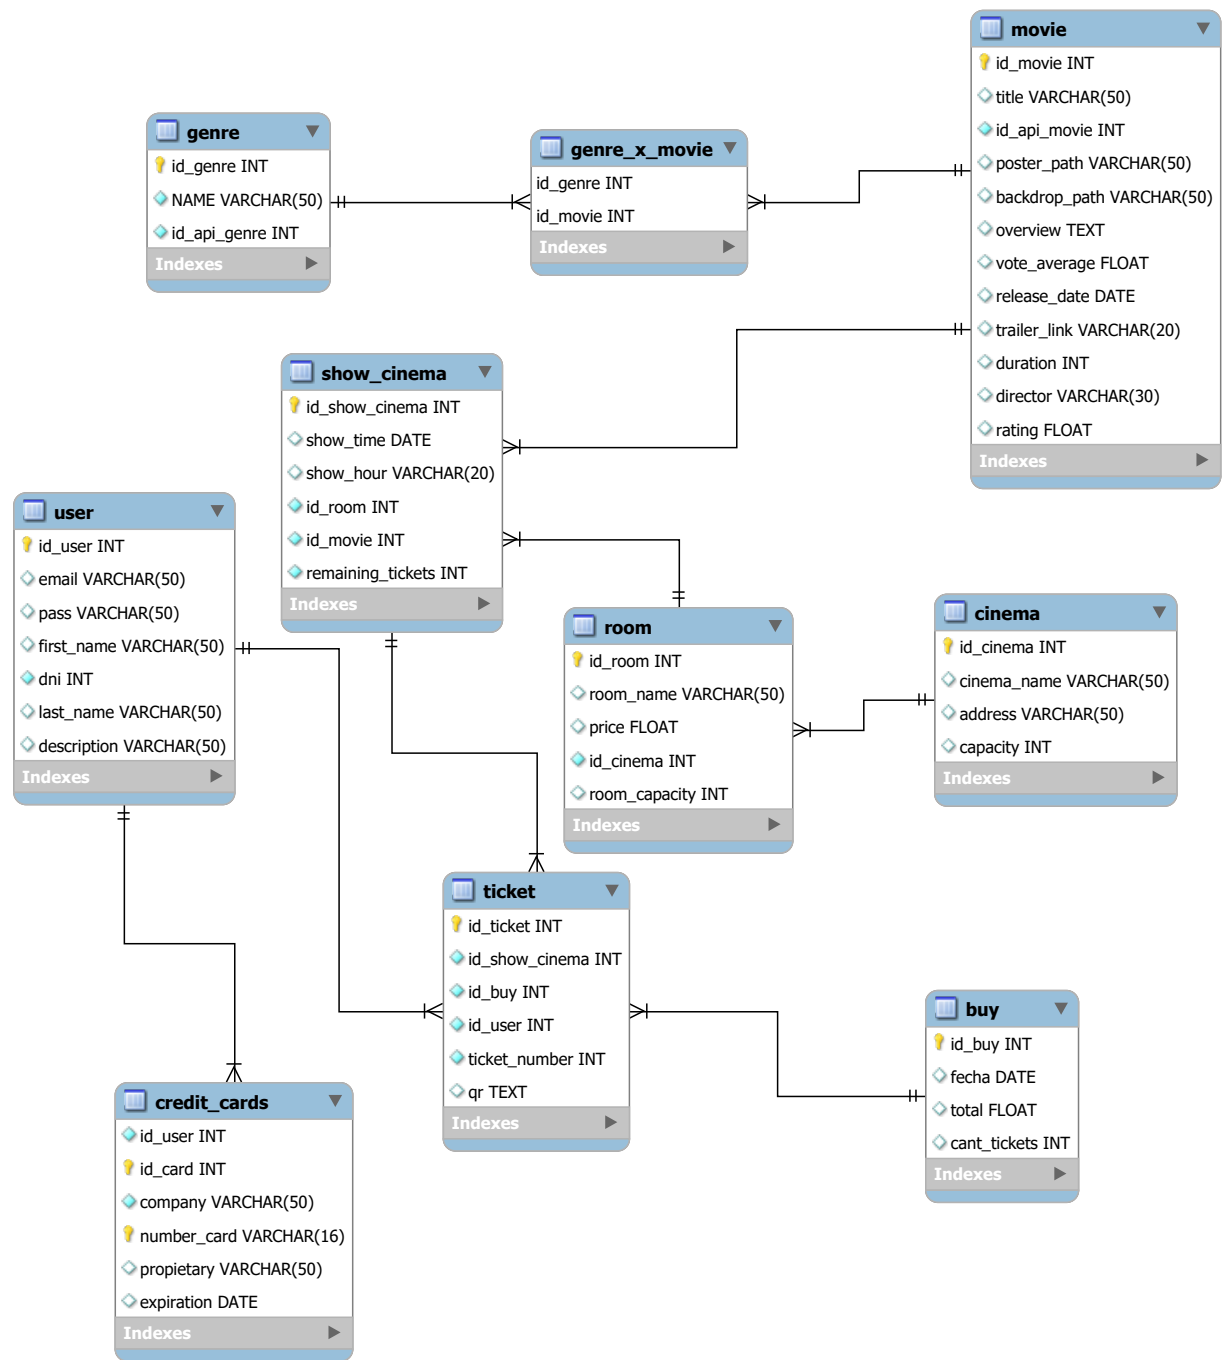 movie
id_movie INT
title VARCHAR(50)
id_api_movie INT
poster_path VARCHAR(50)
backdrop_path VARCHAR(50)
overview TEXT
vote_average FLOAT
release_date DATE
trailer_link VARCHAR(20)
duration INT
director VARCHAR(30)
rating FLOAT
Indexes
genre
id_genre INT
NAME VARCHAR(50)
id_api_genre INT
Indexes
genre_x_movie
id_genre INT
id_movie INT
Indexes
show_cinema
id_show_cinema INT
show_time DATE
show_hour VARCHAR(20)
id_room INT
id_movie INT
remaining_tickets INT
Indexes
user
id_user INT
email VARCHAR(50)
pass VARCHAR(50)
first_name VARCHAR(50)
dni INT
last_name VARCHAR(50)
description VARCHAR(50)
Indexes
room
id_room INT
room_name VARCHAR(50)
price FLOAT
id_cinema INT
room_capacity INT
Indexes
cinema
id_cinema INT
cinema_name VARCHAR(50)
address VARCHAR(50)
capacity INT
Indexes
ticket
id_ticket INT
id_show_cinema INT
id_buy INT
id_user INT
ticket_number INT
qr TEXT
Indexes
buy
id_buy INT
fecha DATE
total FLOAT
cant_tickets INT
Indexes
credit_cards
id_user INT
id_card INT
company VARCHAR(50)
number_card VARCHAR(16)
propietary VARCHAR(50)
expiration DATE
Indexes